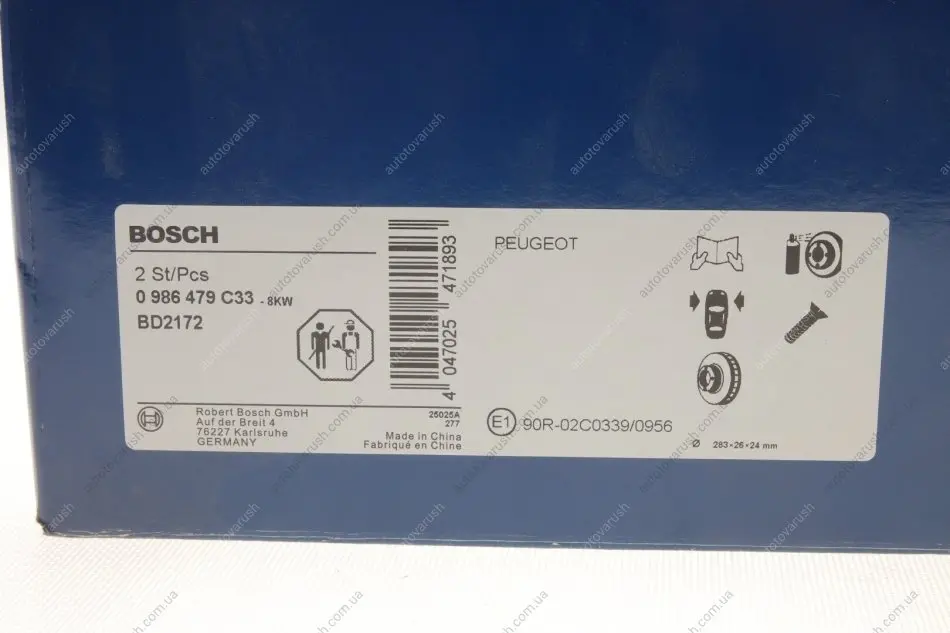 BOSCH
2 St/Pcs
0 986 479 C33 - 8KW
BD2172
Robert Bosch GmbH
Auf der Breit 4
76227 Karlsruhe
GERMANY
25025A
277
Made in China
Fabriqué en Chine
4 047025 471893
PEUGEOT
E1 90R-02C0339/0956
Ø 283×26×24 mm
autotovarush.com.ua